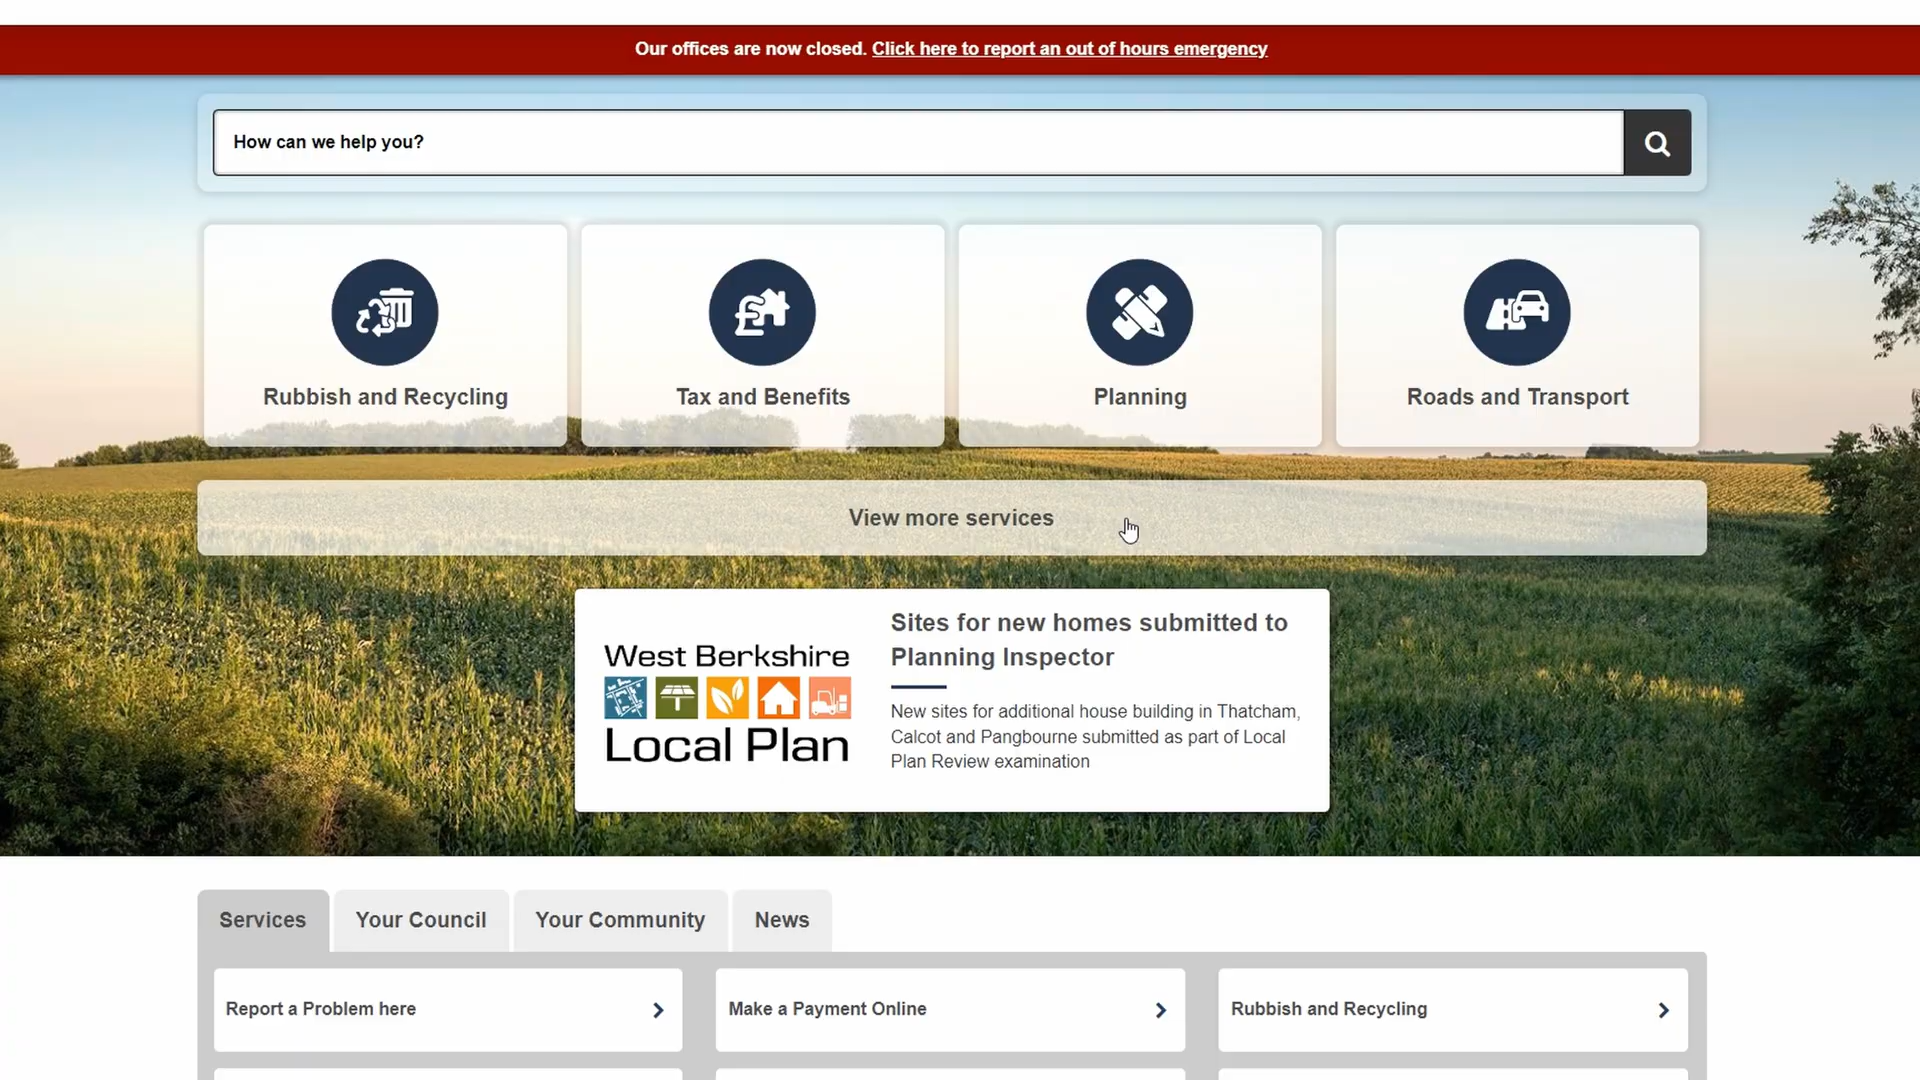 Our offices are now closed. Click here to report an out of hours emergency
How can we help you?
Rubbish and Recycling
Tax and Benefits
Planning
Roads and Transport
View more services
West Berkshire
Local Plan
Sites for new homes submitted to
Planning Inspector
New sites for additional house building in Thatcham,
Calcot and Pangbourne submitted as part of Local
Plan Review examination
Services
Your Council
Your Community
News
Report a Problem here
Make a Payment Online
Rubbish and Recycling